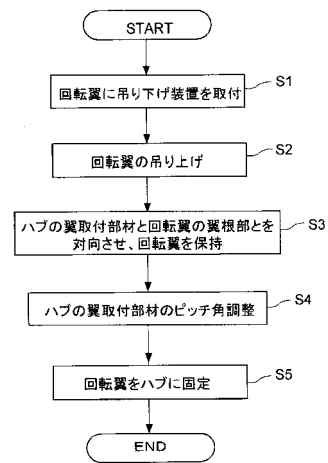 START
S1
回転翼に吊り下げ装置を取付
S2
回転翼の吊り上げ
S3
ハブの翼取付部材と回転翼の翼根部とを
対向させ、回転翼を保持
S4
ハブの翼取付部材のピッチ角調整
S5
回転翼をハブに固定
END